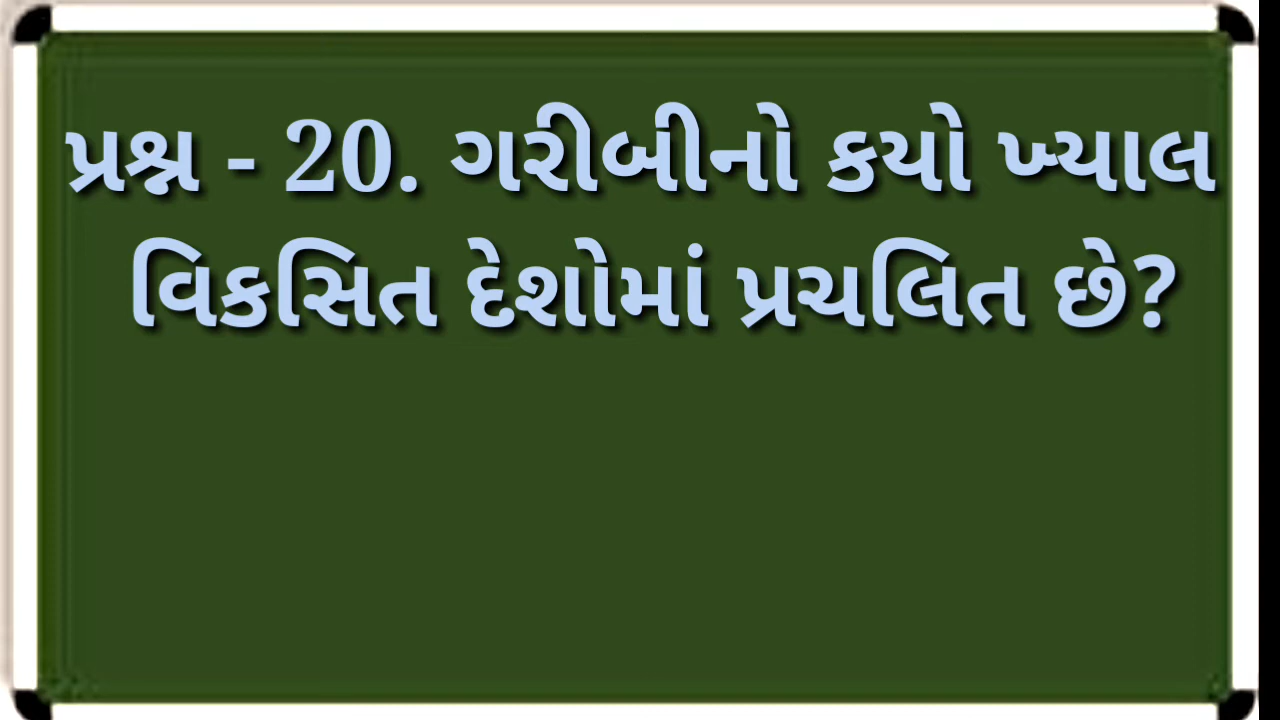 પ્રશ્ન - 20. ગરીબીનો કયો ખ્યાલ
વિકસિત દેશોમાં પ્રચલિત છે?